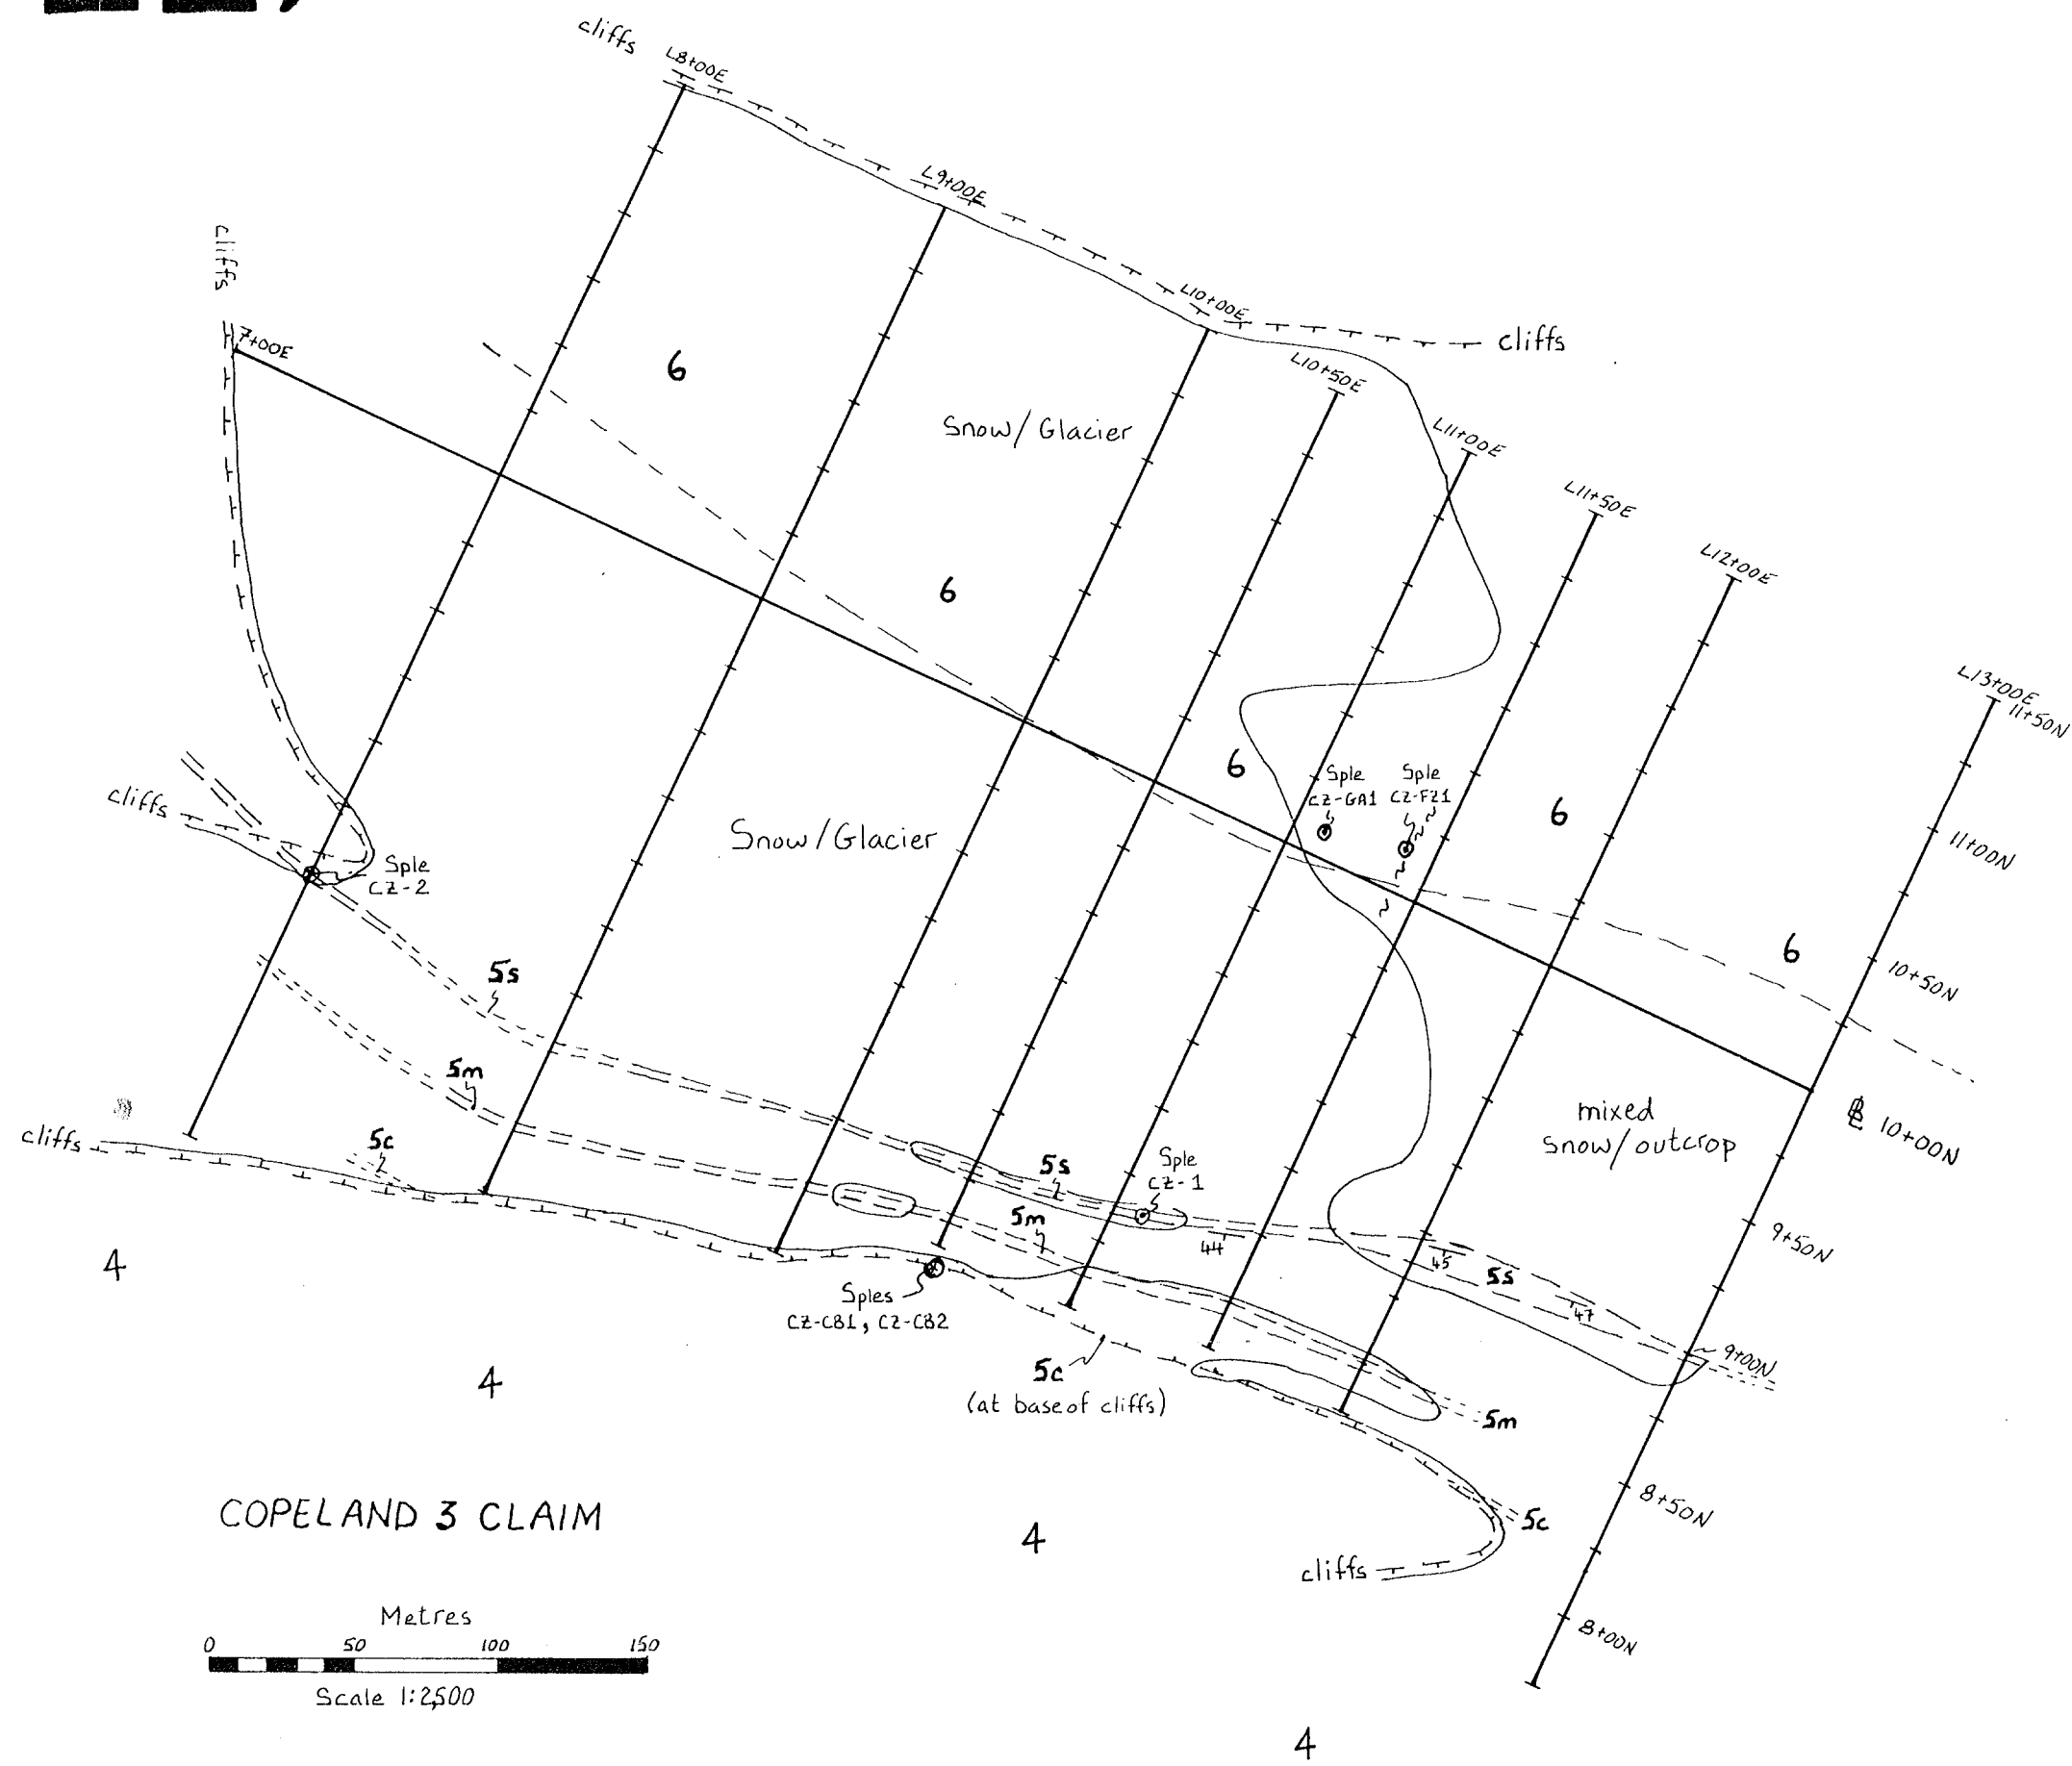 cliffs
L8+00E
L9+00E
cliffs
L10+00E
cliffs
7+00E
L10+50E
6
Snow/Glacier
L11+00E
L11+50E
L12+00E
6
L13+00E
11+50N
6
Sple
CZ-GA1
Sple
CZ-FZ1
6
cliffs
Snow/Glacier
11+00N
Sple
CZ-2
6
10+50N
5s
5m
mixed
snow/outcrop
10+00N
cliffs
5c
5s
Sple
CZ-1
5m
44
9+50N
4
45
5s
47
Sples
CZ-CB1, CZ-CB2
9+00N
5c
(at base of cliffs)
4
5m
8+50N
COPELAND 3 CLAIM
5c
4
cliffs
Metres
0 50 100 150
Scale 1:2,500
8+00N
4